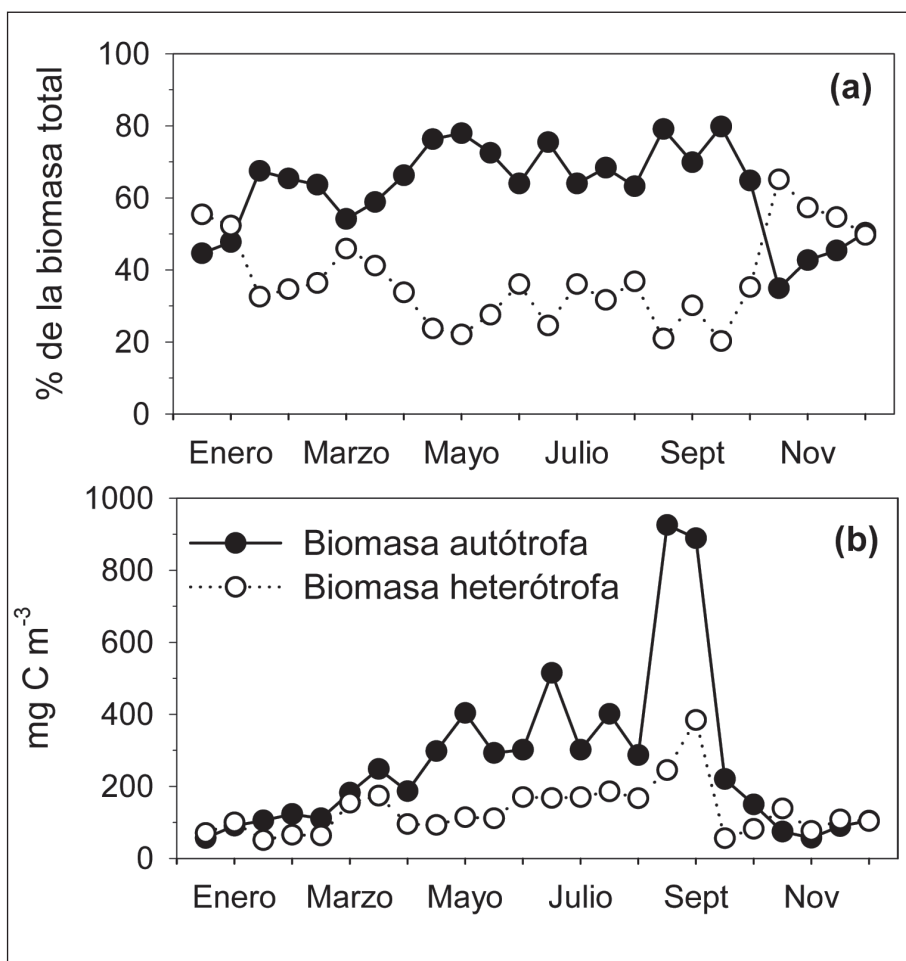 (a)
% de la biomasa total
100
80
60
40
20
0
Enero Marzo Mayo Julio Sept Nov
(b)
Biomasa autótrofa
Biomasa heterótrofa
mg C m⁻³
1000
800
600
400
200
0
Enero Marzo Mayo Julio Sept Nov